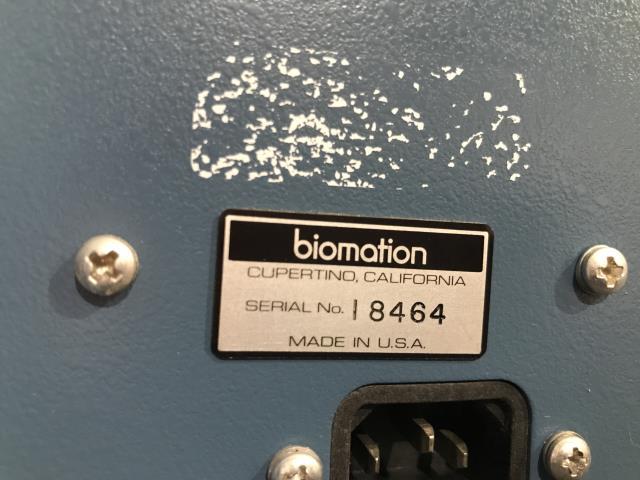 biomation
CUPERTINO, CALIFORNIA
SERIAL No. 18464
MADE IN U.S.A.